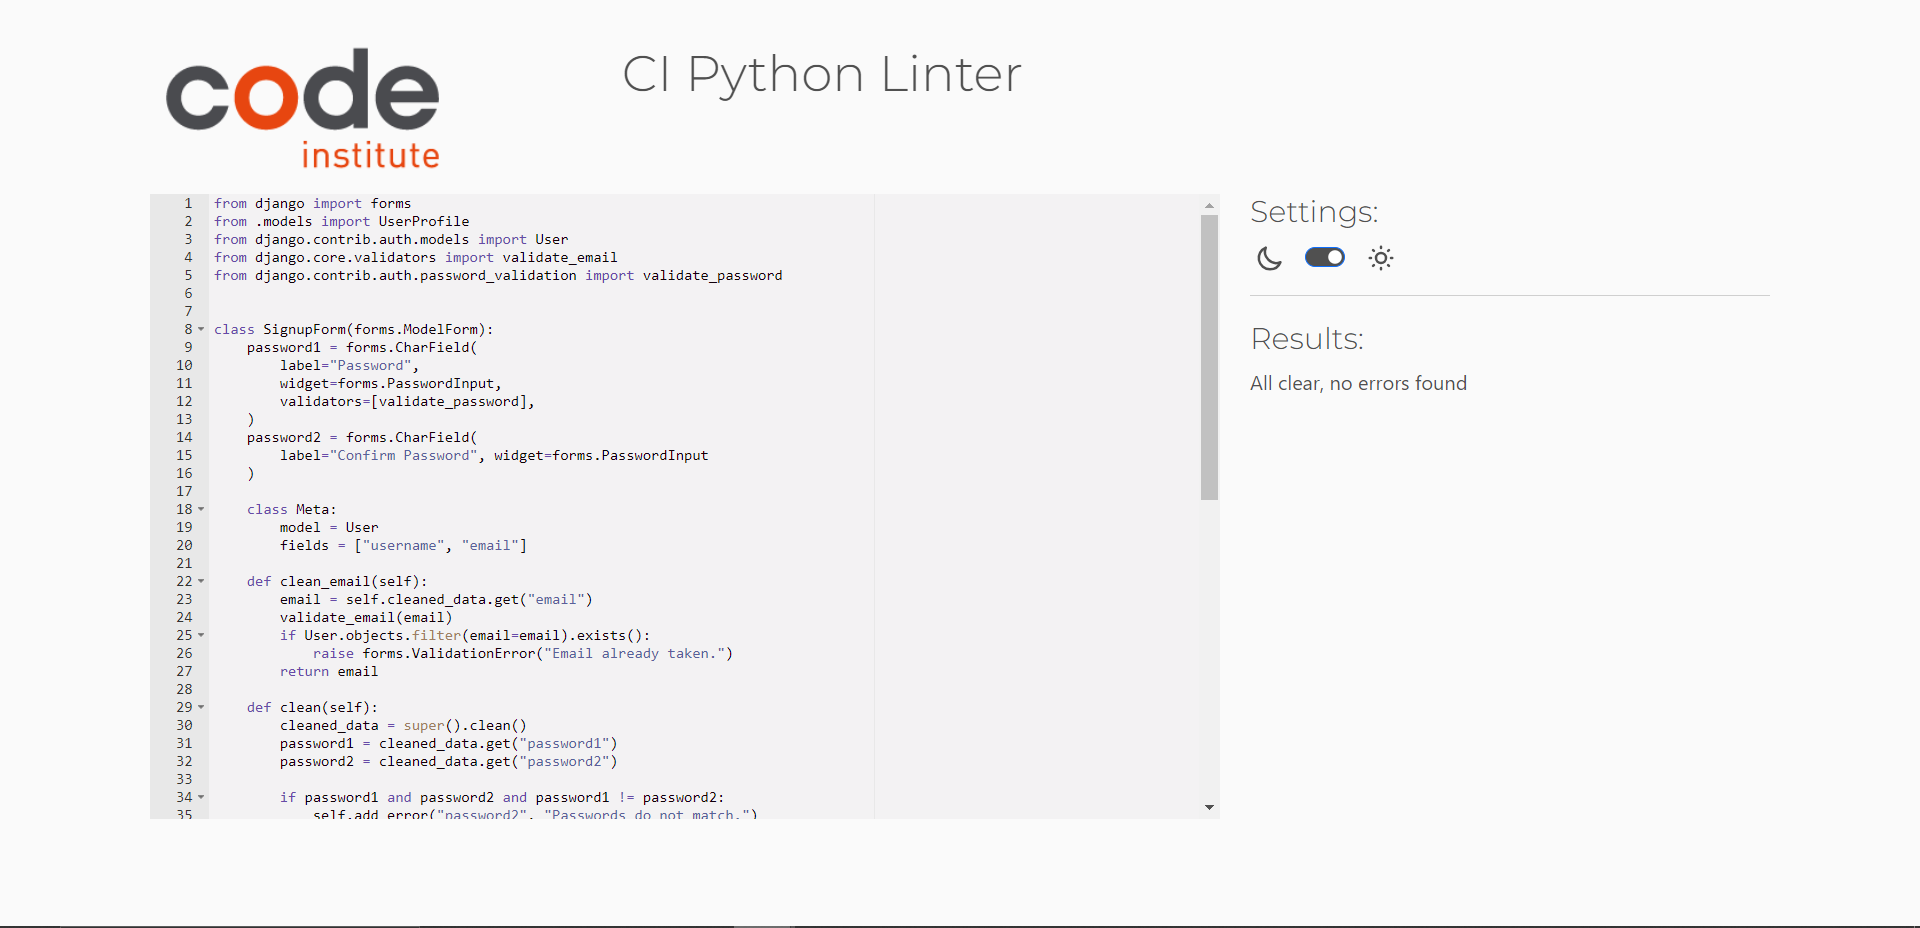 code
institute
CI Python Linter
1 from django import forms
2 from .models import UserProfile
3 from django.contrib.auth.models import User
4 from django.core.validators import validate_email
5 from django.contrib.auth.password_validation import validate_password
6
7
8 class SignupForm(forms.ModelForm):
9     password1 = forms.CharField(
10         label="Password",
11         widget=forms.PasswordInput,
12         validators=[validate_password],
13     )
14     password2 = forms.CharField(
15         label="Confirm Password", widget=forms.PasswordInput
16     )
17
18     class Meta:
19         model = User
20         fields = ["username", "email"]
21
22     def clean_email(self):
23         email = self.cleaned_data.get("email")
24         validate_email(email)
25         if User.objects.filter(email=email).exists():
26             raise forms.ValidationError("Email already taken.")
27         return email
28
29     def clean(self):
30         cleaned_data = super().clean()
31         password1 = cleaned_data.get("password1")
32         password2 = cleaned_data.get("password2")
33
34         if password1 and password2 and password1 != password2:
35             self.add_error("password2", "Passwords do not match.")
Settings:
Results:
All clear, no errors found